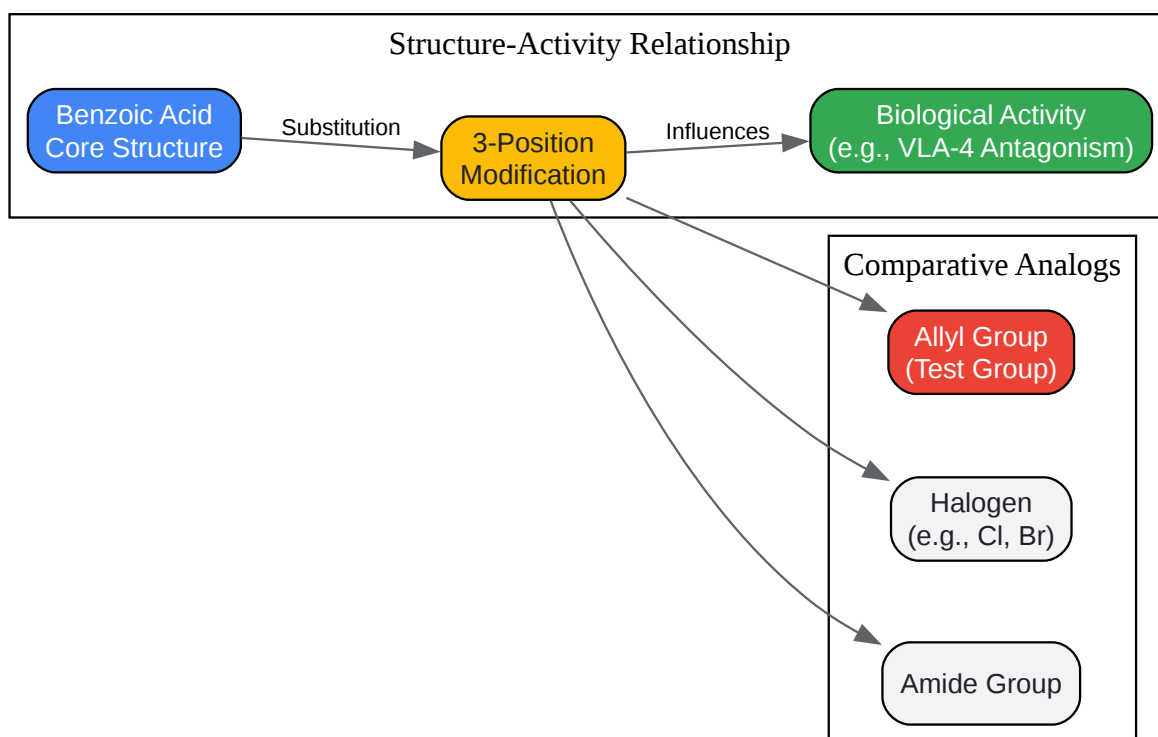 Structure-Activity Relationship
Benzoic Acid
Core Structure
Substitution
3-Position
Modification
Influences
Biological Activity
(e.g., VLA-4 Antagonism)
Comparative Analogs
Allyl Group
(Test Group)
Halogen
(e.g., Cl, Br)
Amide Group